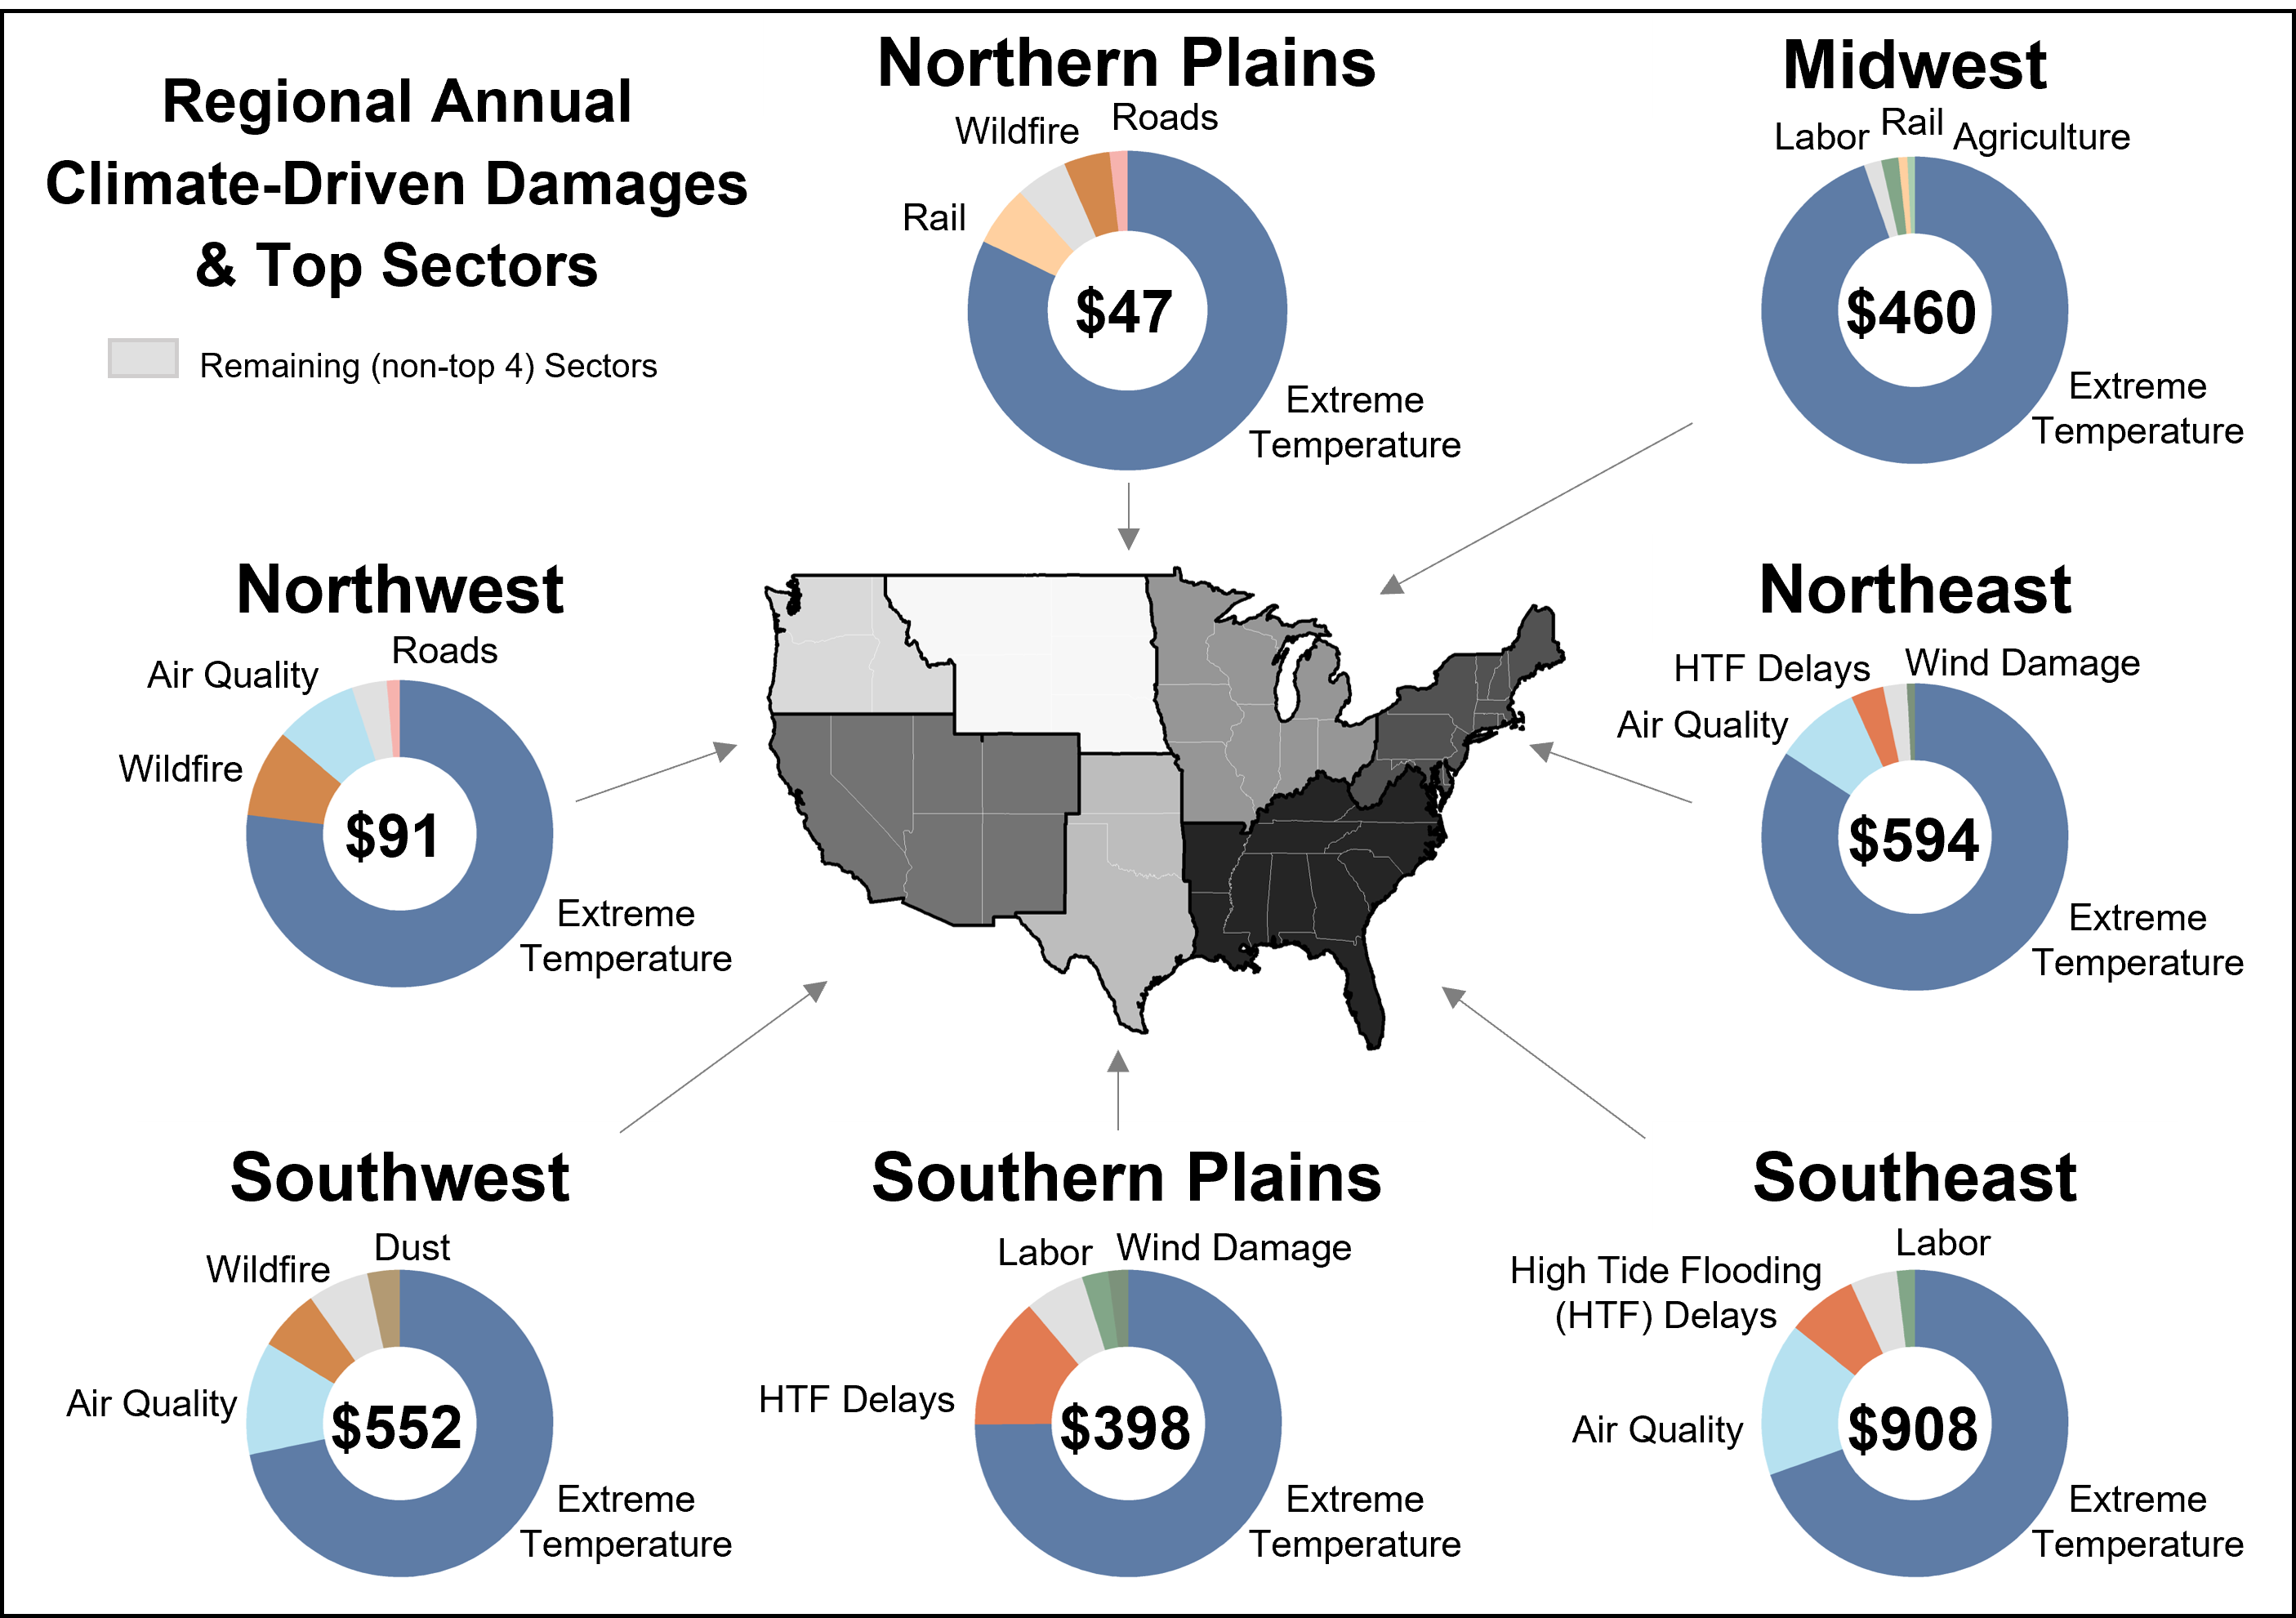 Regional Annual
Climate-Driven Damages
& Top Sectors
Remaining (non-top 4) Sectors
Northern Plains
Wildfire
Roads
Rail
$47
Extreme
Temperature
Midwest
Labor
Rail
Agriculture
$460
Extreme
Temperature
Northwest
Roads
Air Quality
Wildfire
$91
Extreme
Temperature
Northeast
HTF Delays
Wind Damage
Air Quality
$594
Extreme
Temperature
Southwest
Dust
Wildfire
Air Quality
$552
Extreme
Temperature
Southern Plains
Labor
Wind Damage
HTF Delays
$398
Extreme
Temperature
Southeast
Labor
High Tide Flooding
(HTF) Delays
Air Quality
$908
Extreme
Temperature